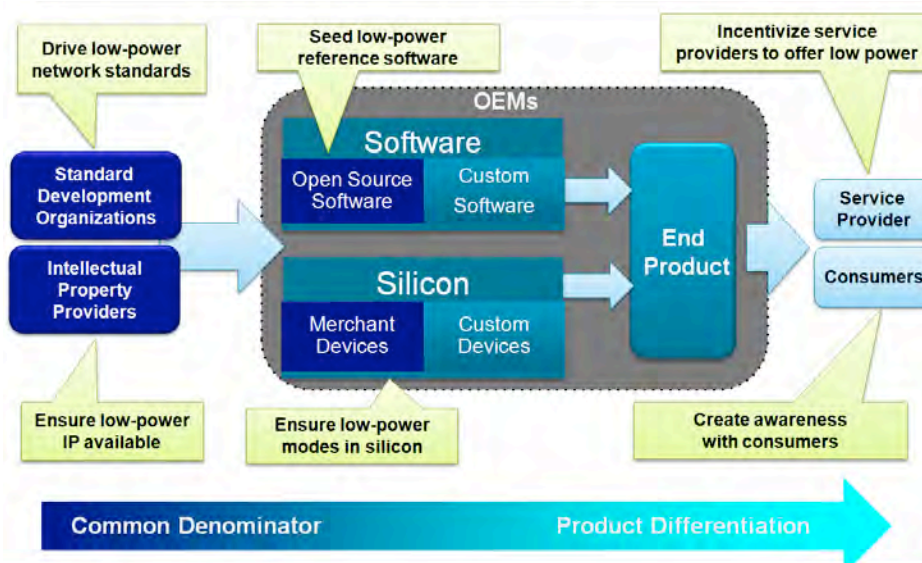 Drive low-power
network standards
Seed low-power
reference software
Incentivize service
providers to offer low power
OEMs
Standard
Development
Organizations
Intellectual
Property
Providers
Software
Open Source
Software
Custom
Software
Silicon
Merchant
Devices
Custom
Devices
End
Product
Service
Provider
Consumers
Ensure low-power
IP available
Ensure low-power
modes in silicon
Create awareness
with consumers
Common Denominator
Product Differentiation